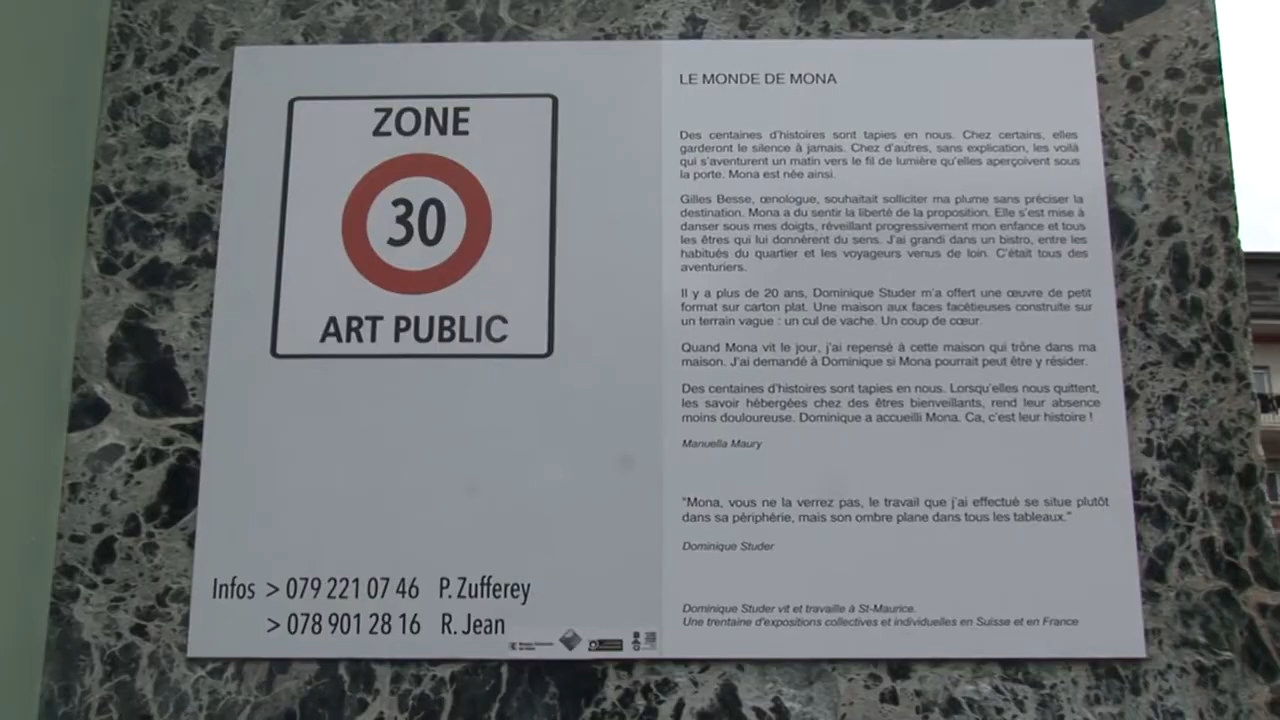 ZONE
30
ART PUBLIC
Infos > 079 221 07 46 P. Zufferey
> 078 901 28 16 R. Jean
LE MONDE DE MONA
Des centaines d'histoires sont tapies en nous. Chez certains, elles
garderont le silence à jamais. Chez d'autres, sans explication, les voilà
qui s'aventurent un matin vers le fil de lumière qu'elles aperçoivent sous
la porte. Mona est née ainsi.
Gilles Besse, œnologue, souhaitait solliciter ma plume sans préciser la
destination. Mona a du sentir la liberté de la proposition. Elle s'est mise à
danser sous mes doigts, réveillant progressivement mon enfance et tous
les êtres qui lui donnèrent du sens. J'ai grandi dans un bistro, entre les
habitués du quartier et les voyageurs venus de loin. C'était tous des
aventuriers.
Il y a plus de 20 ans, Dominique Studer m'a offert une œuvre de petit
format sur carton plat. Une maison aux faces facétieuses construite sur
un terrain vague : un cul de vache. Un coup de cœur.
Quand Mona vit le jour, j'ai repensé à cette maison qui trône dans ma
maison. J'ai demandé à Dominique si Mona pourrait peut être y résider.
Des centaines d'histoires sont tapies en nous. Lorsqu'elles nous quittent,
les savoir hébergées chez des êtres bienveillants, rend leur absence
moins douloureuse. Dominique a accueilli Mona. Ca, c'est leur histoire !
Manuella Maury
"Mona, vous ne la verrez pas, le travail que j'ai effectué se situe plutôt
dans sa périphérie, mais son ombre plane dans tous les tableaux."
Dominique Studer
Dominique Studer vit et travaille à St-Maurice.
Une trentaine d'expositions collectives et individuelles en Suisse et en France